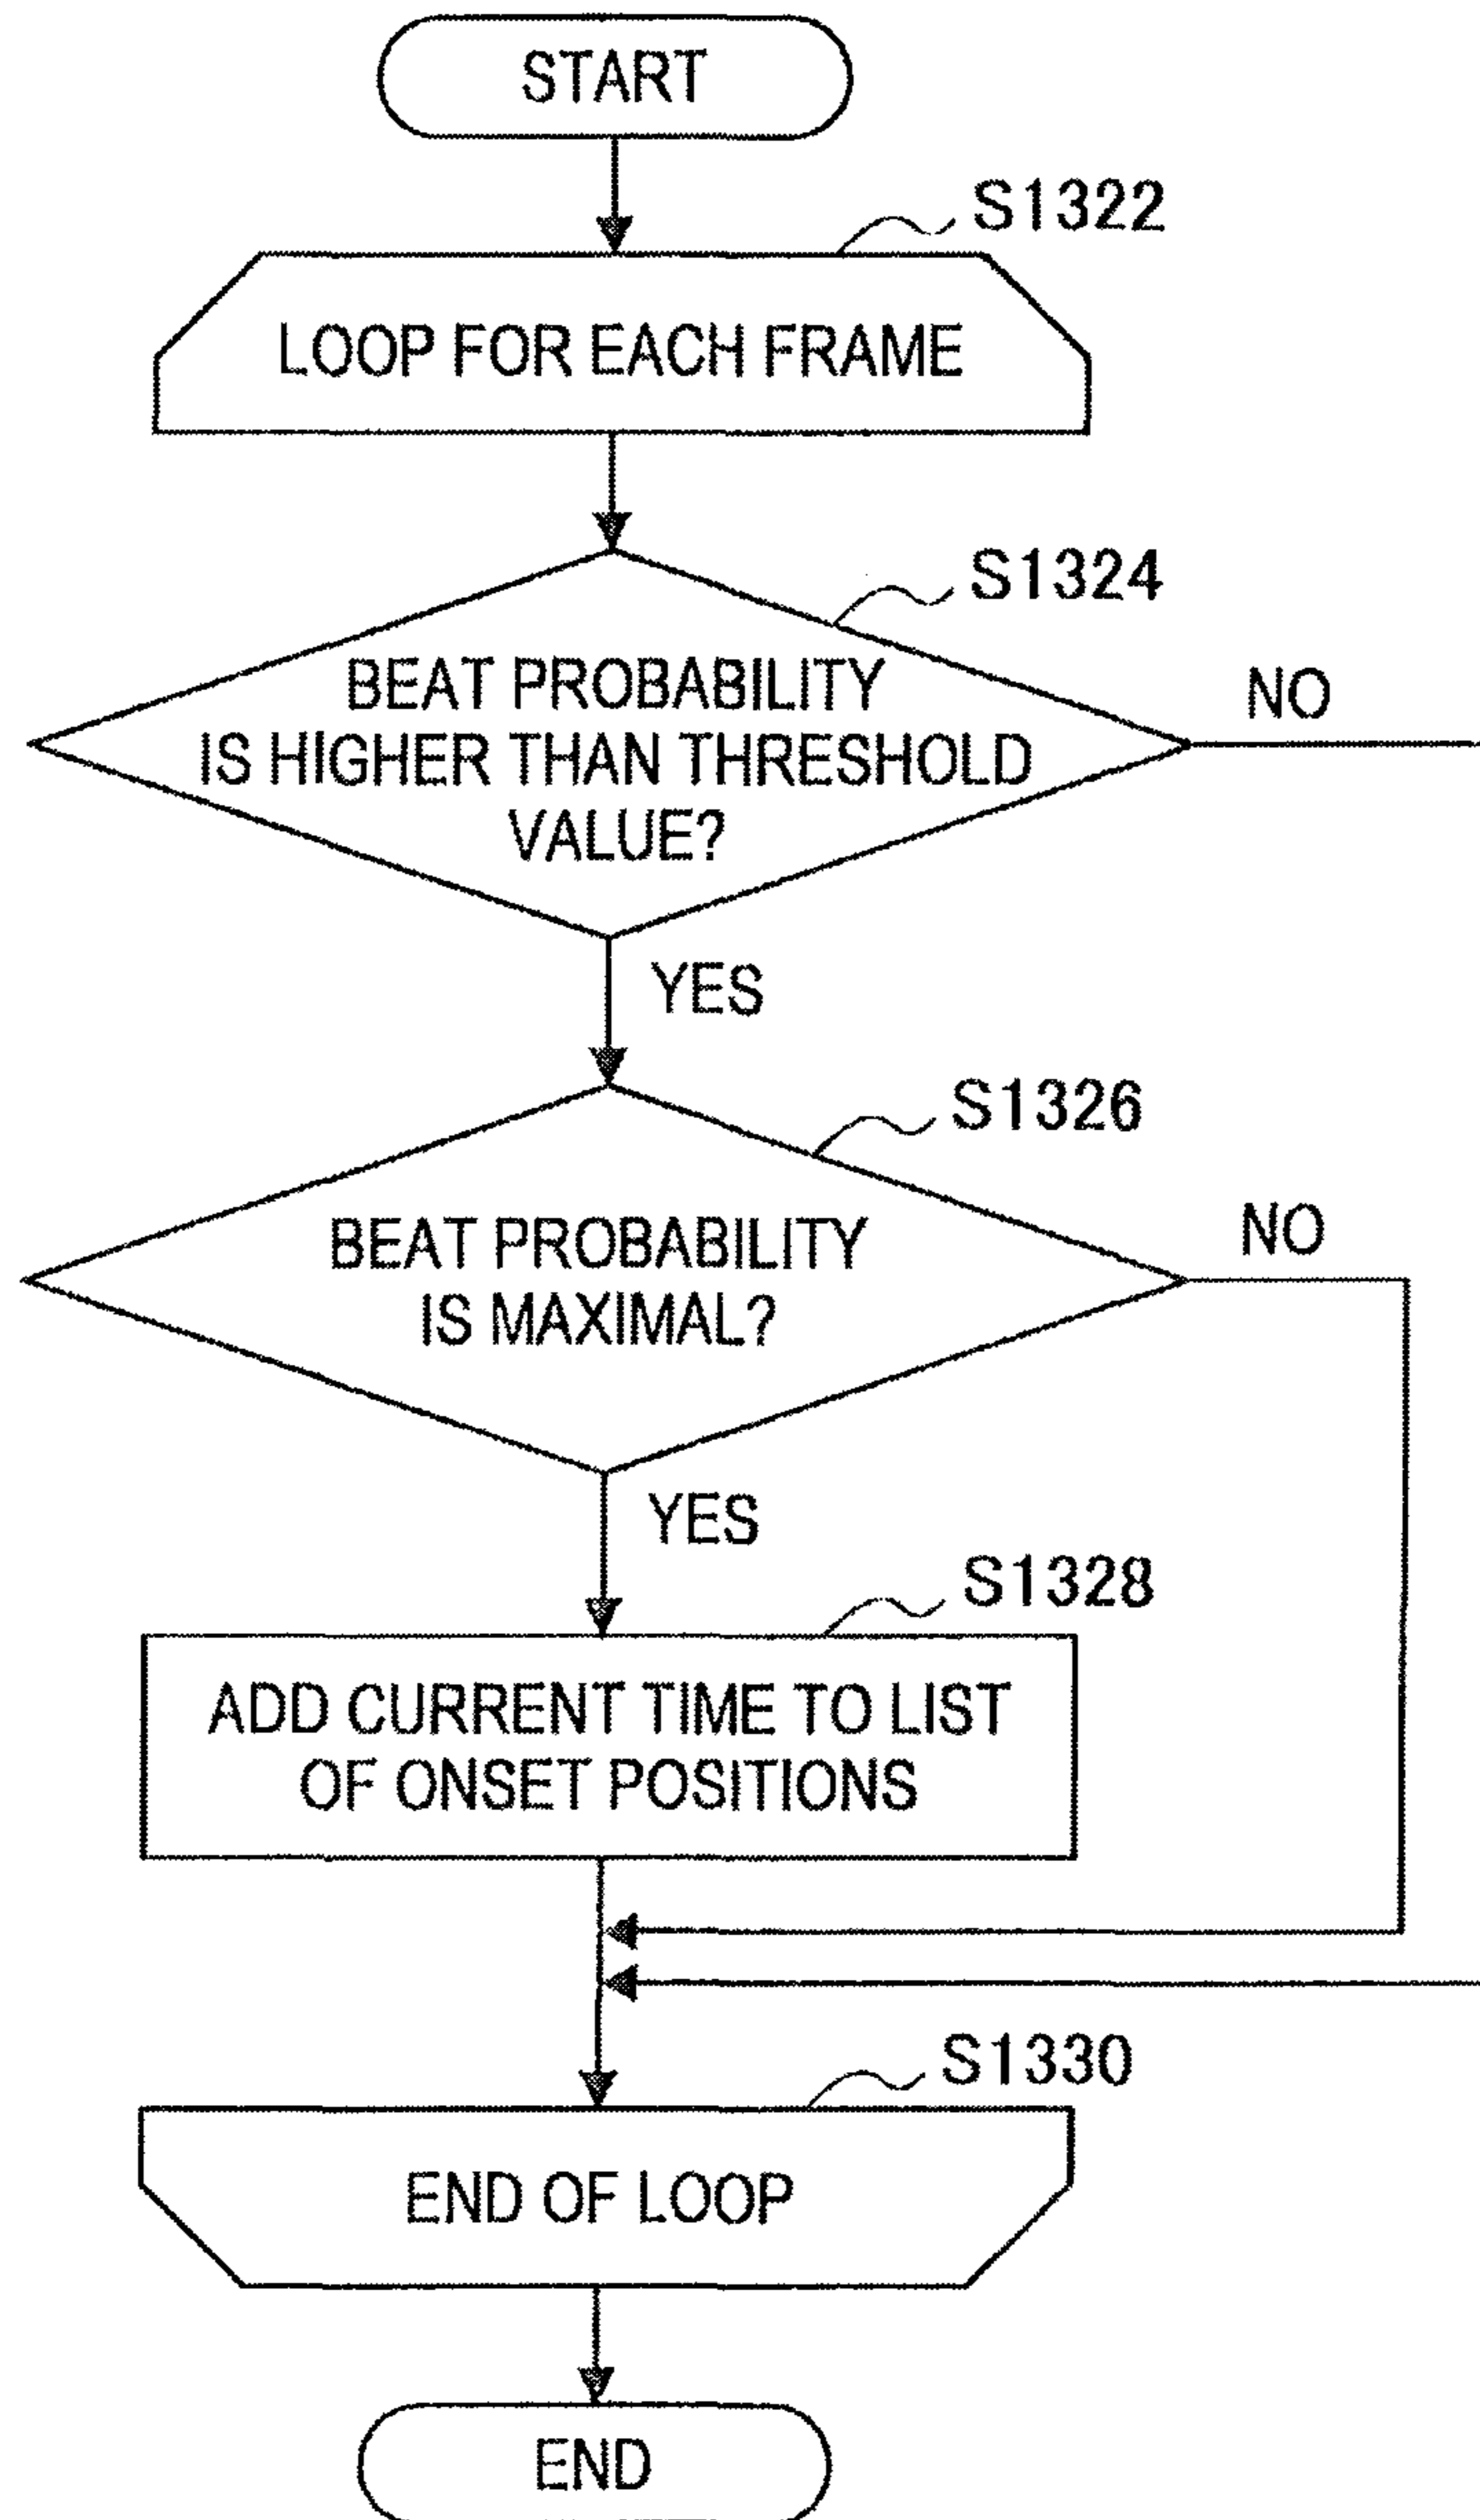 START
S1322
LOOP FOR EACH FRAME
S1324
BEAT PROBABILITY
IS HIGHER THAN THRESHOLD
VALUE?
NO
YES
S1326
BEAT PROBABILITY
IS MAXIMAL?
NO
YES
S1328
ADD CURRENT TIME TO LIST
OF ONSET POSITIONS
S1330
END OF LOOP
END